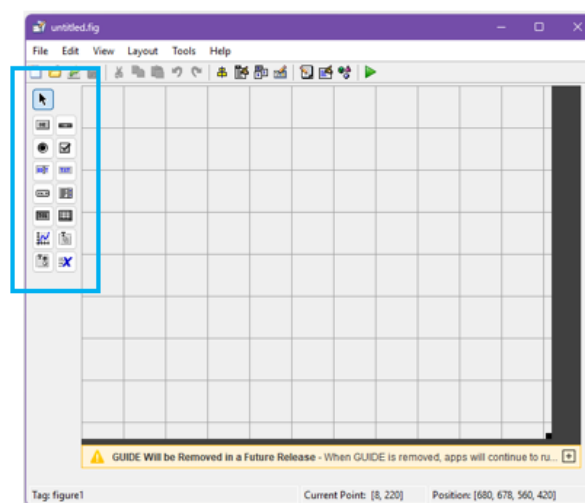 untitled.fig
File Edit View Layout Tools Help
GUIDE Will be Removed in a Future Release - When GUIDE is removed, apps will continue to ru...
Tag: figure1 Current Point: [8, 220] Position: [680, 678, 560, 420]